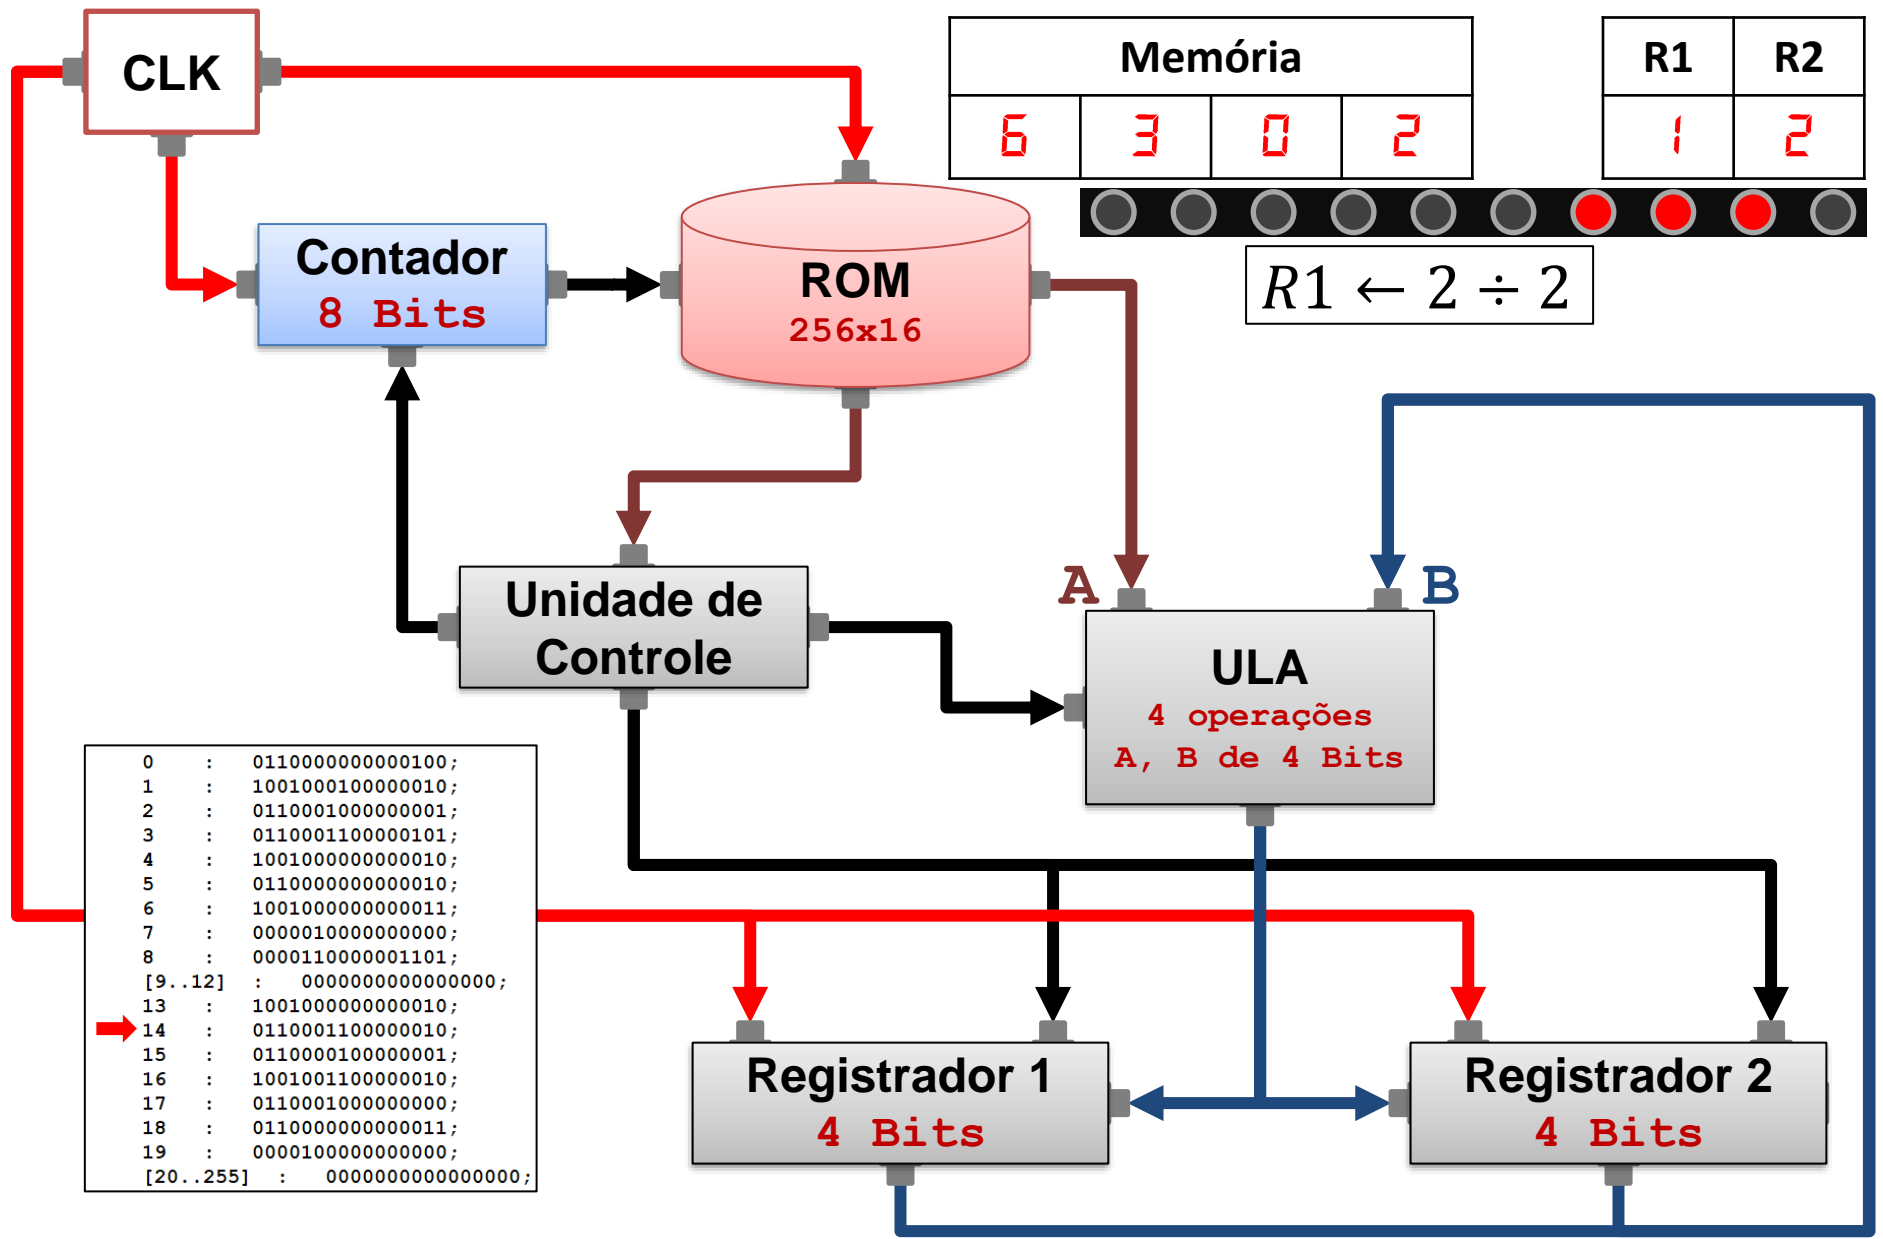 CLK
Memória
R1 R2
6 3 0 2
1 2
Contador
8 Bits
ROM
256x16
R1 ← 2 ÷ 2
A
B
Unidade de
Controle
ULA
4 operações
A, B de 4 Bits
0 : 0110000000000100;
1 : 1001000100000010;
2 : 0110001000000001;
3 : 0110001100000101;
4 : 1001000000000010;
5 : 0110000000000010;
6 : 1001000000000011;
7 : 0000010000000000;
8 : 0000110000001101;
[9..12] : 0000000000000000;
13 : 1001000000000010;
14 : 0110001100000010;
15 : 0110000100000001;
16 : 1001001100000010;
17 : 0110001000000000;
18 : 0110000000000011;
19 : 0000100000000000;
[20..255] : 0000000000000000;
Registrador 1
4 Bits
Registrador 2
4 Bits